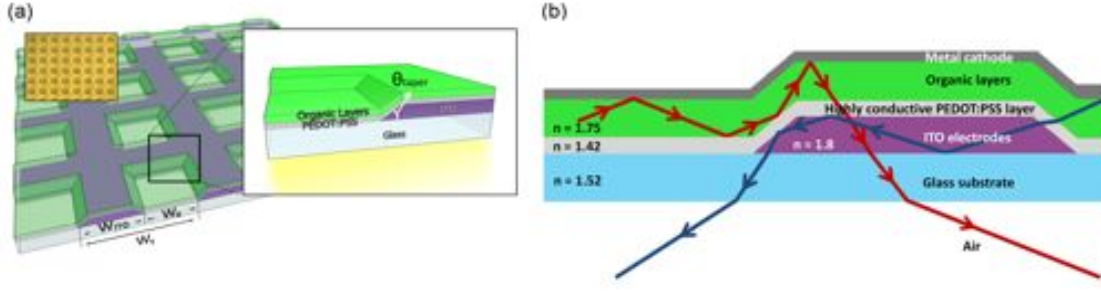 (a)
θtaper
Organic Layers
PEDOT:PSS
ITO
Glass
WITO
(b)
Metal cathode
Organic layers
Highly conductive PEDOT:PSS layer
n = 1.75
ITO electrodes
n = 1.42
n = 1.8
n = 1.52
Glass substrate
Air